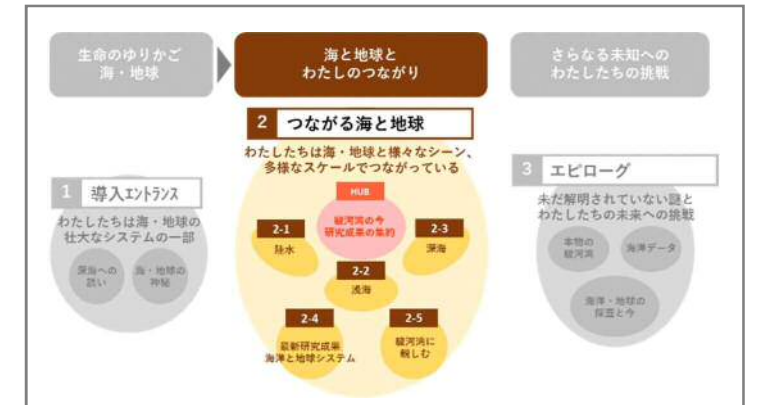 生命のゆりかご
海・地球
海と地球と
わたしのつながり
さらなる未知への
わたしたちの挑戦
1 導入エントランス
わたしたちは海・地球の
壮大なシステムの一部
深海への
誘い
海・地球の
神秘
2 つながる海と地球
わたしたちは海・地球と様々なシーン、
多様なスケールでつながっている
HUB
駿河湾の今
研究成果の集約
2-1
陸水
2-3
深海
2-2
浅海
2-4
最新研究成果
海洋と地球システム
2-5
駿河湾に
親しむ
3 エピローグ
未だ解明されていない謎と
わたしたちの未来への挑戦
本物の
駿河湾
海洋データ
海洋・地球の
探査と今